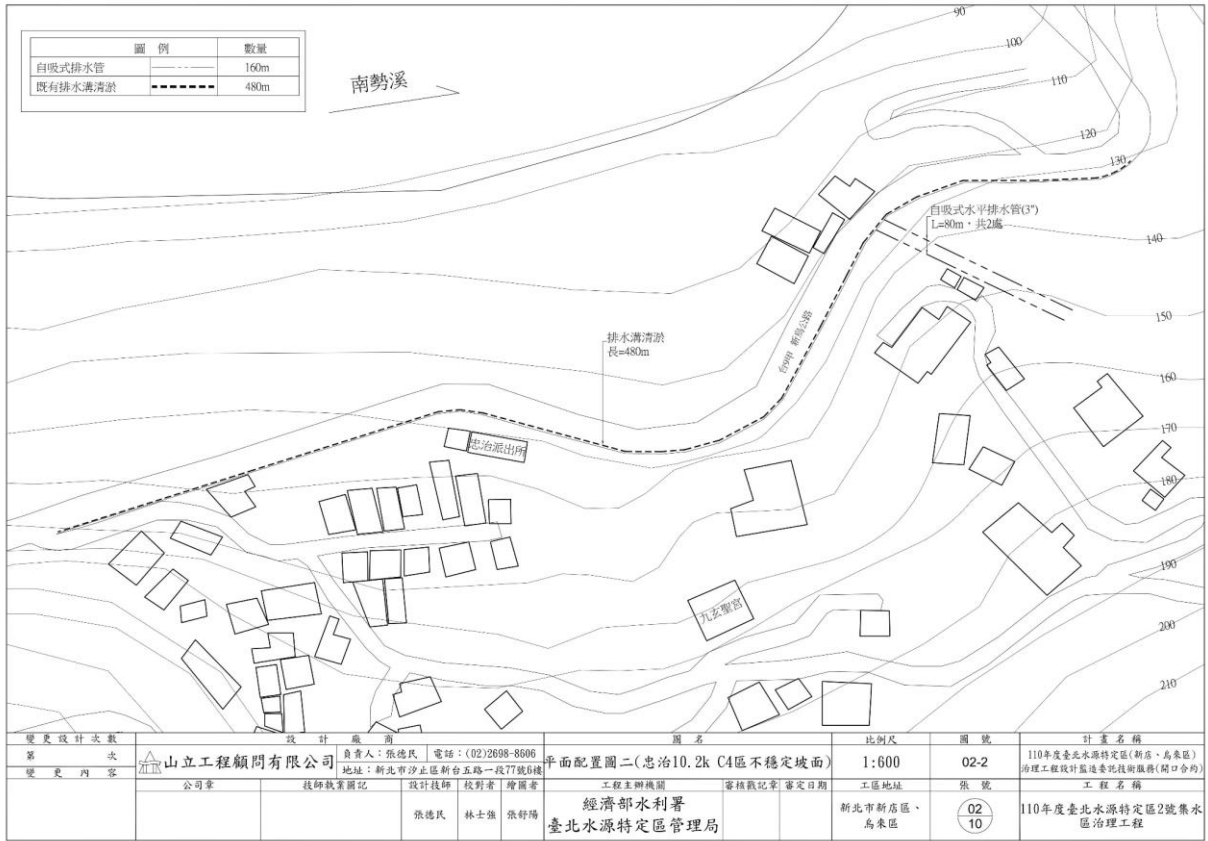 圖 例 數量
自吸式排水管 160m
既有排水溝清淤 480m
南勢溪
90
100
110
120
130
自吸式水平排水管(3")
L=80m，共2處
140
150
160
170
180
190
200
210
排水溝清淤
長=480m
台9甲 新烏公路
忠治派出所
九玄聖宮
變更設計次數
第 次
變更內容
設計廠商
山立工程顧問有限公司
負責人：張德民 電話：(02)2698-8606
地址：新北市汐止區新台五路一段77號6樓
公司章 技師執業圖記 設計技師 校對者 繪圖者
張德民 林士強 張舒陽
圖名
平面配置圖二(忠治10.2k C4區不穩定坡面)
工程主辦機關 審核戳記章 審定日期
經濟部水利署
臺北水源特定區管理局
比例尺
1:600
工區地址
新北市新店區、
烏來區
圖號
02-2
張號
02
10
計畫名稱
110年度臺北水源特定區(新店、烏來區)
治理工程設計監造委託技術服務(開口合約)
工程名稱
110年度臺北水源特定區2號集水
區治理工程